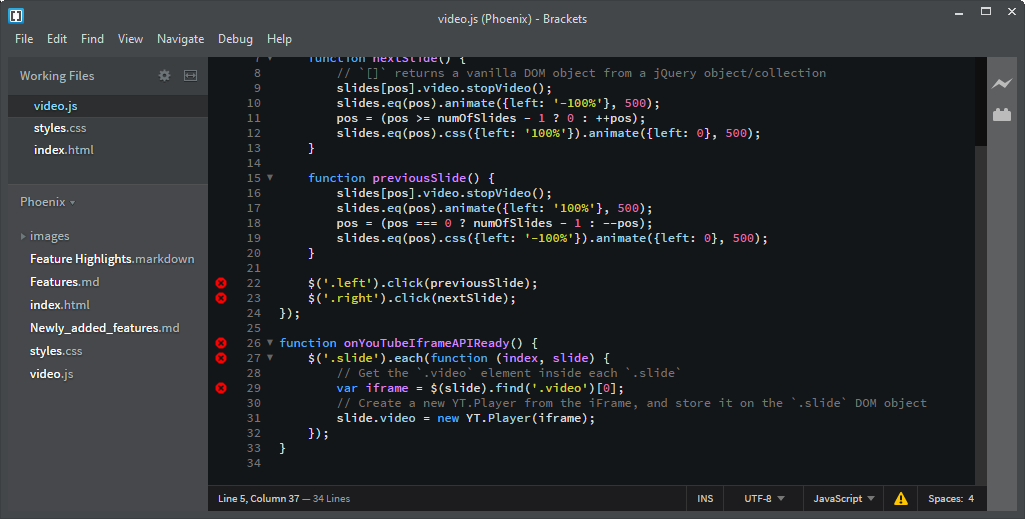 video.js (Phoenix) - Brackets
File Edit Find View Navigate Debug Help
Working Files
video.js
styles.css
index.html
Phoenix
images
Feature Highlights.markdown
Features.md
index.html
Newly_added_features.md
styles.css
video.js
7 function nextSlide() {
8 // `[]` returns a vanilla DOM object from a jQuery object/collection
9 slides[pos].video.stopVideo();
10 slides.eq(pos).animate({left: '-100%'}, 500);
11 pos = (pos >= numOfSlides - 1 ? 0 : ++pos);
12 slides.eq(pos).css({left: '100%'}).animate({left: 0}, 500);
13 }
14
15 function previousSlide() {
16 slides[pos].video.stopVideo();
17 slides.eq(pos).animate({left: '100%'}, 500);
18 pos = (pos === 0 ? numOfSlides - 1 : --pos);
19 slides.eq(pos).css({left: '-100%'}).animate({left: 0}, 500);
20 }
21
22 $('.left').click(previousSlide);
23 $('.right').click(nextSlide);
24 });
25
26 function onYouTubeIframeAPIReady() {
27 $('.slide').each(function (index, slide) {
28 // Get the `.video` element inside each `.slide`
29 var iframe = $(slide).find('.video')[0];
30 // Create a new YT.Player from the iFrame, and store it on the `.slide` DOM object
31 slide.video = new YT.Player(iframe);
32 });
33 }
34
Line 5, Column 37 — 34 Lines
INS UTF-8 JavaScript Spaces: 4